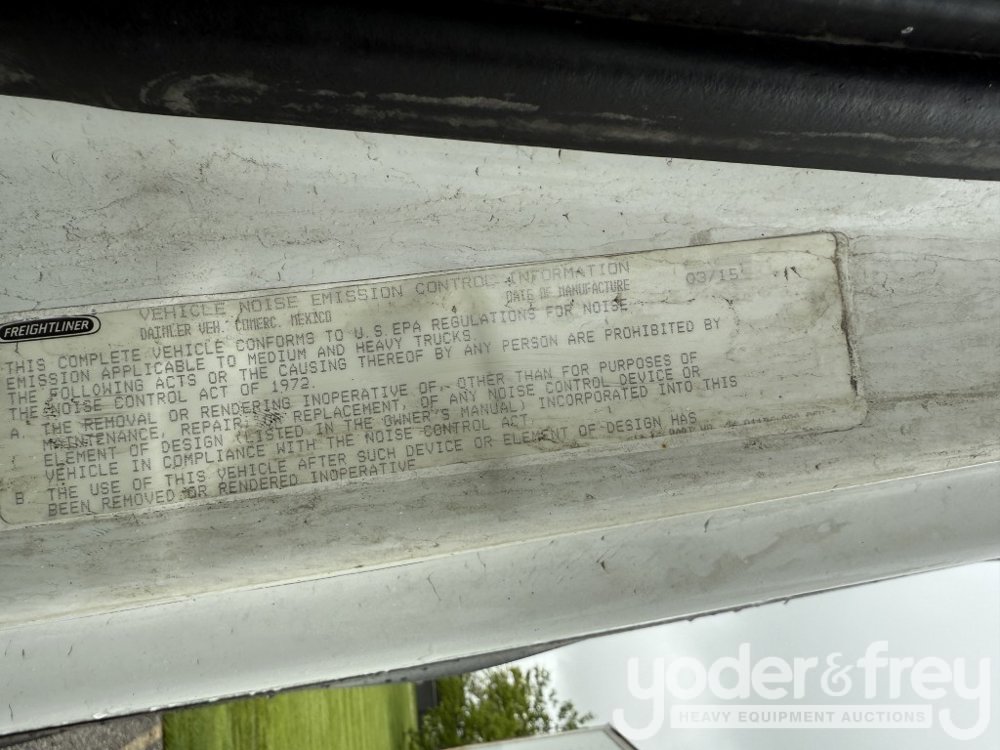 FREIGHTLINER
VEHICLE NOISE EMISSION CONTROL INFORMATION
DAIMLER VEH. COMERC. MEXICO DATE OF MANUFACTURE 03/15
THIS COMPLETE VEHICLE CONFORMS TO U.S.EPA REGULATIONS FOR NOISE
EMISSION APPLICABLE TO MEDIUM AND HEAVY TRUCKS.
THE FOLLOWING ACTS OR THE CAUSING THEREOF BY ANY PERSON ARE PROHIBITED BY
THE NOISE CONTROL ACT OF 1972.
A. THE REMOVAL OR RENDERING INOPERATIVE OF, OTHER THAN FOR PURPOSES OF
MAINTENANCE, REPAIR, OR REPLACEMENT, OF ANY NOISE CONTROL DEVICE OR
ELEMENT OF DESIGN (LISTED IN THE OWNER'S MANUAL) INCORPORATED INTO THIS
VEHICLE IN COMPLIANCE WITH THE NOISE CONTROL ACT.
B. THE USE OF THIS VEHICLE AFTER SUCH DEVICE OR ELEMENT OF DESIGN HAS
BEEN REMOVED OR RENDERED INOPERATIVE
yoder&frey
HEAVY EQUIPMENT AUCTIONS